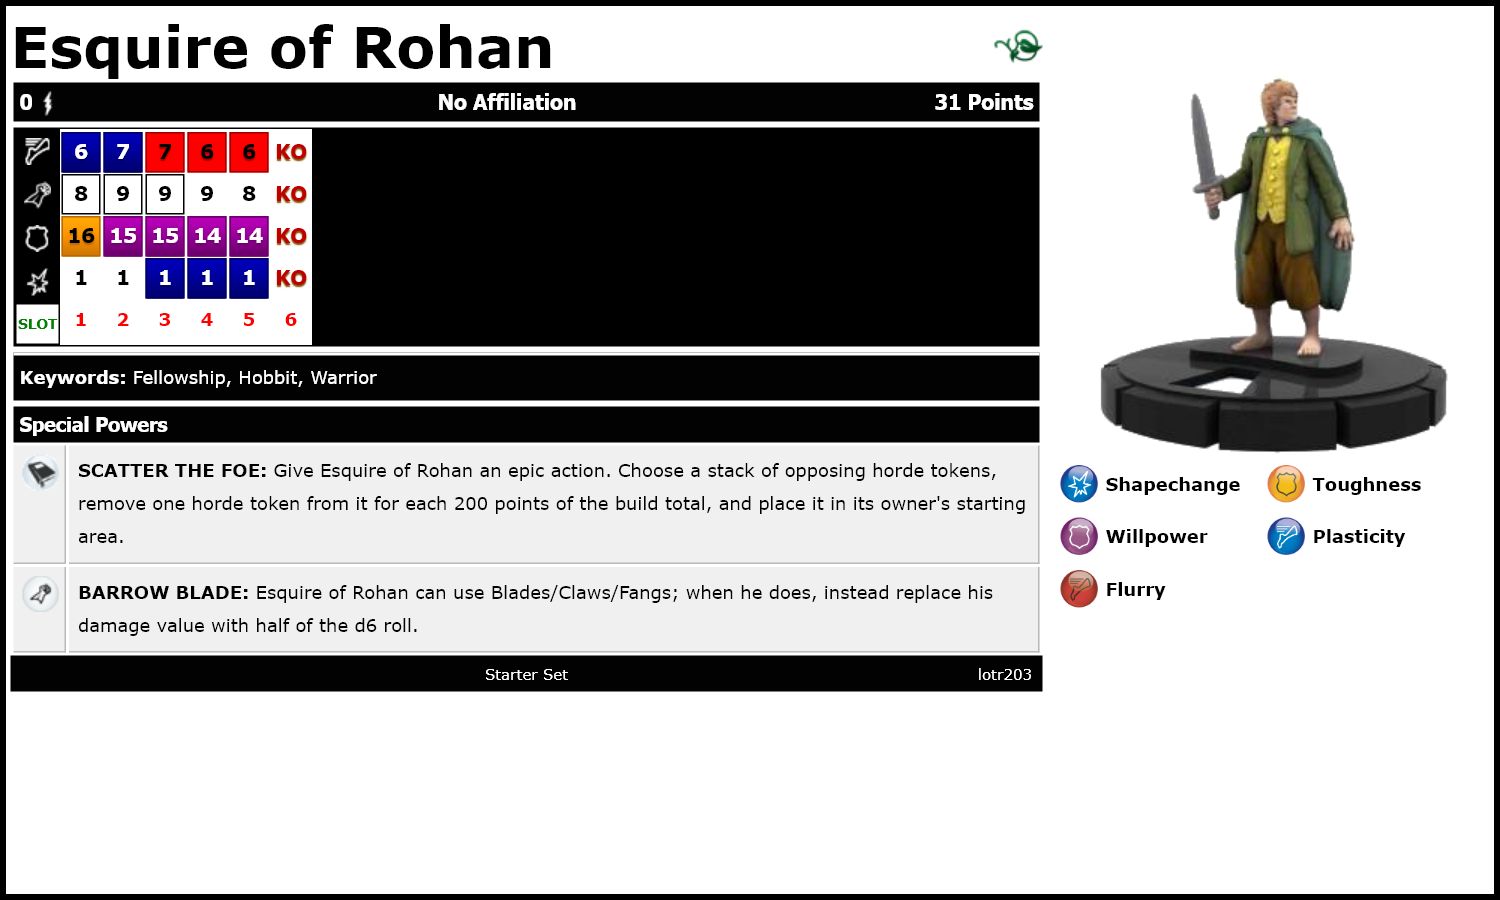 Esquire of Rohan
0 No Affiliation 31 Points
6 7 7 6 6 KO
8 9 9 9 8 KO
16 15 15 14 14 KO
1 1 1 1 1 KO
SLOT 1 2 3 4 5 6
Keywords: Fellowship, Hobbit, Warrior
Special Powers
SCATTER THE FOE: Give Esquire of Rohan an epic action. Choose a stack of opposing horde tokens,
remove one horde token from it for each 200 points of the build total, and place it in its owner's starting
area.
BARROW BLADE: Esquire of Rohan can use Blades/Claws/Fangs; when he does, instead replace his
damage value with half of the d6 roll.
Starter Set lotr203
Shapechange Toughness
Willpower Plasticity
Flurry